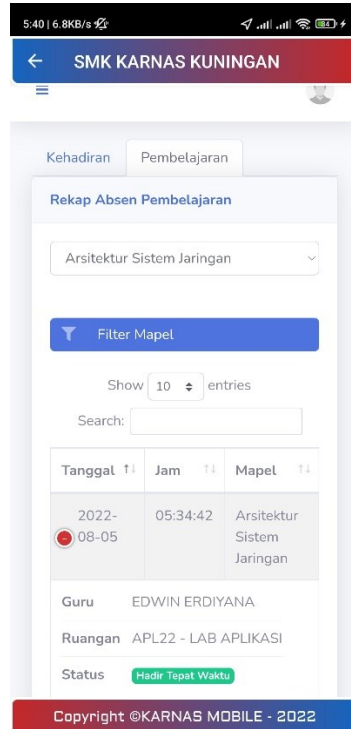 5:40 | 6.8KB/s
64
SMK KARNAS KUNINGAN
Kehadiran Pembelajaran
Rekap Absen Pembelajaran
Arsitektur Sistem Jaringan
Filter Mapel
Show 10 entries
Search:
Tanggal Jam Mapel
2022-08-05 05:34:42 Arsitektur
Sistem
Jaringan
Guru EDWIN ERDIYANA
Ruangan APL22 - LAB APLIKASI
Status Hadir Tepat Waktu
Copyright ©KARNAS MOBILE - 2022